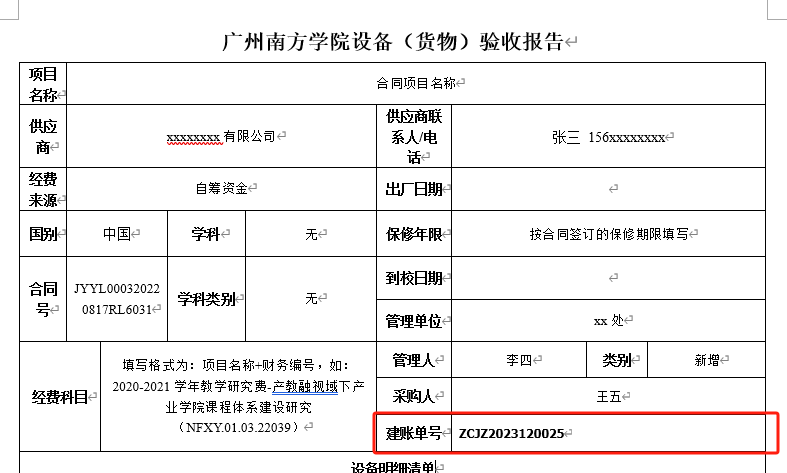 广州南方学院设备（货物）验收报告
项目
名称
合同项目名称
供应
商
xxxxxxxx 有限公司
供应商联
系人/电
话
张三 156xxxxxxxx
经费
来源
自筹资金
出厂日期
国别
中国
学科
无
保修年限
按合同签订的保修期限填写
合同
号
JYYL00032022
0817RL6031
学科类别
无
到校日期
管理单位
xx 处
经费科目
填写格式为：项目名称+财务编号，如：
2020-2021 学年教学研究费-产教融视域下产
业学院课程体系建设研究
（NFXY.01.03.22039）
管理人
李四
类别
新增
采购人
王五
建账单号
ZCJZ2023120025
设备明细清单